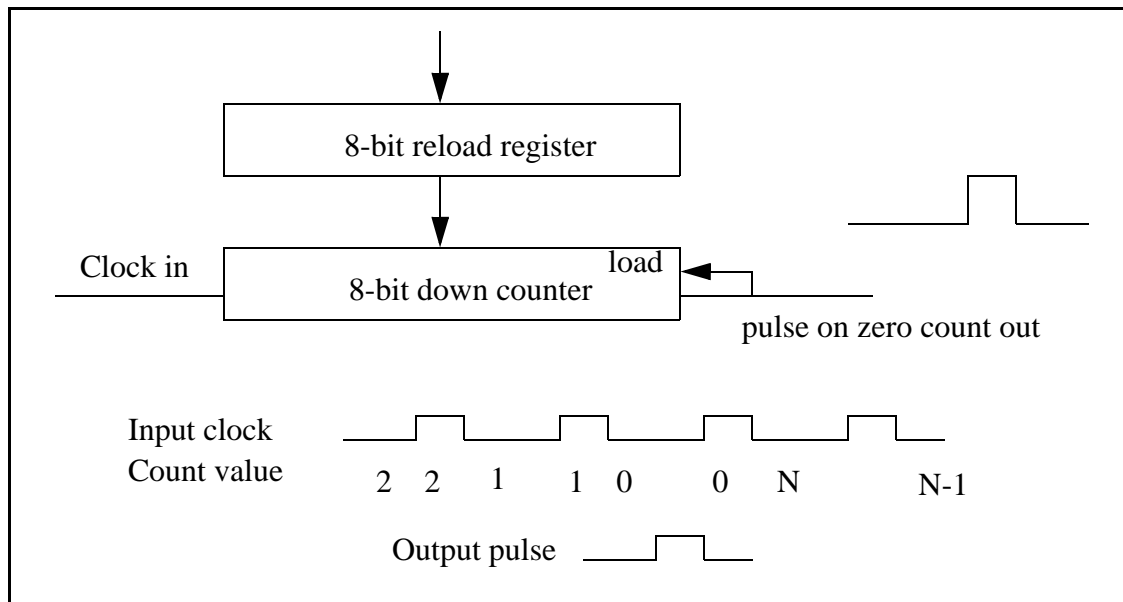 8-bit reload register
Clock in
load
8-bit down counter
pulse on zero count out
Input clock
Count value
2 2 1 1 0 0 N N-1
Output pulse